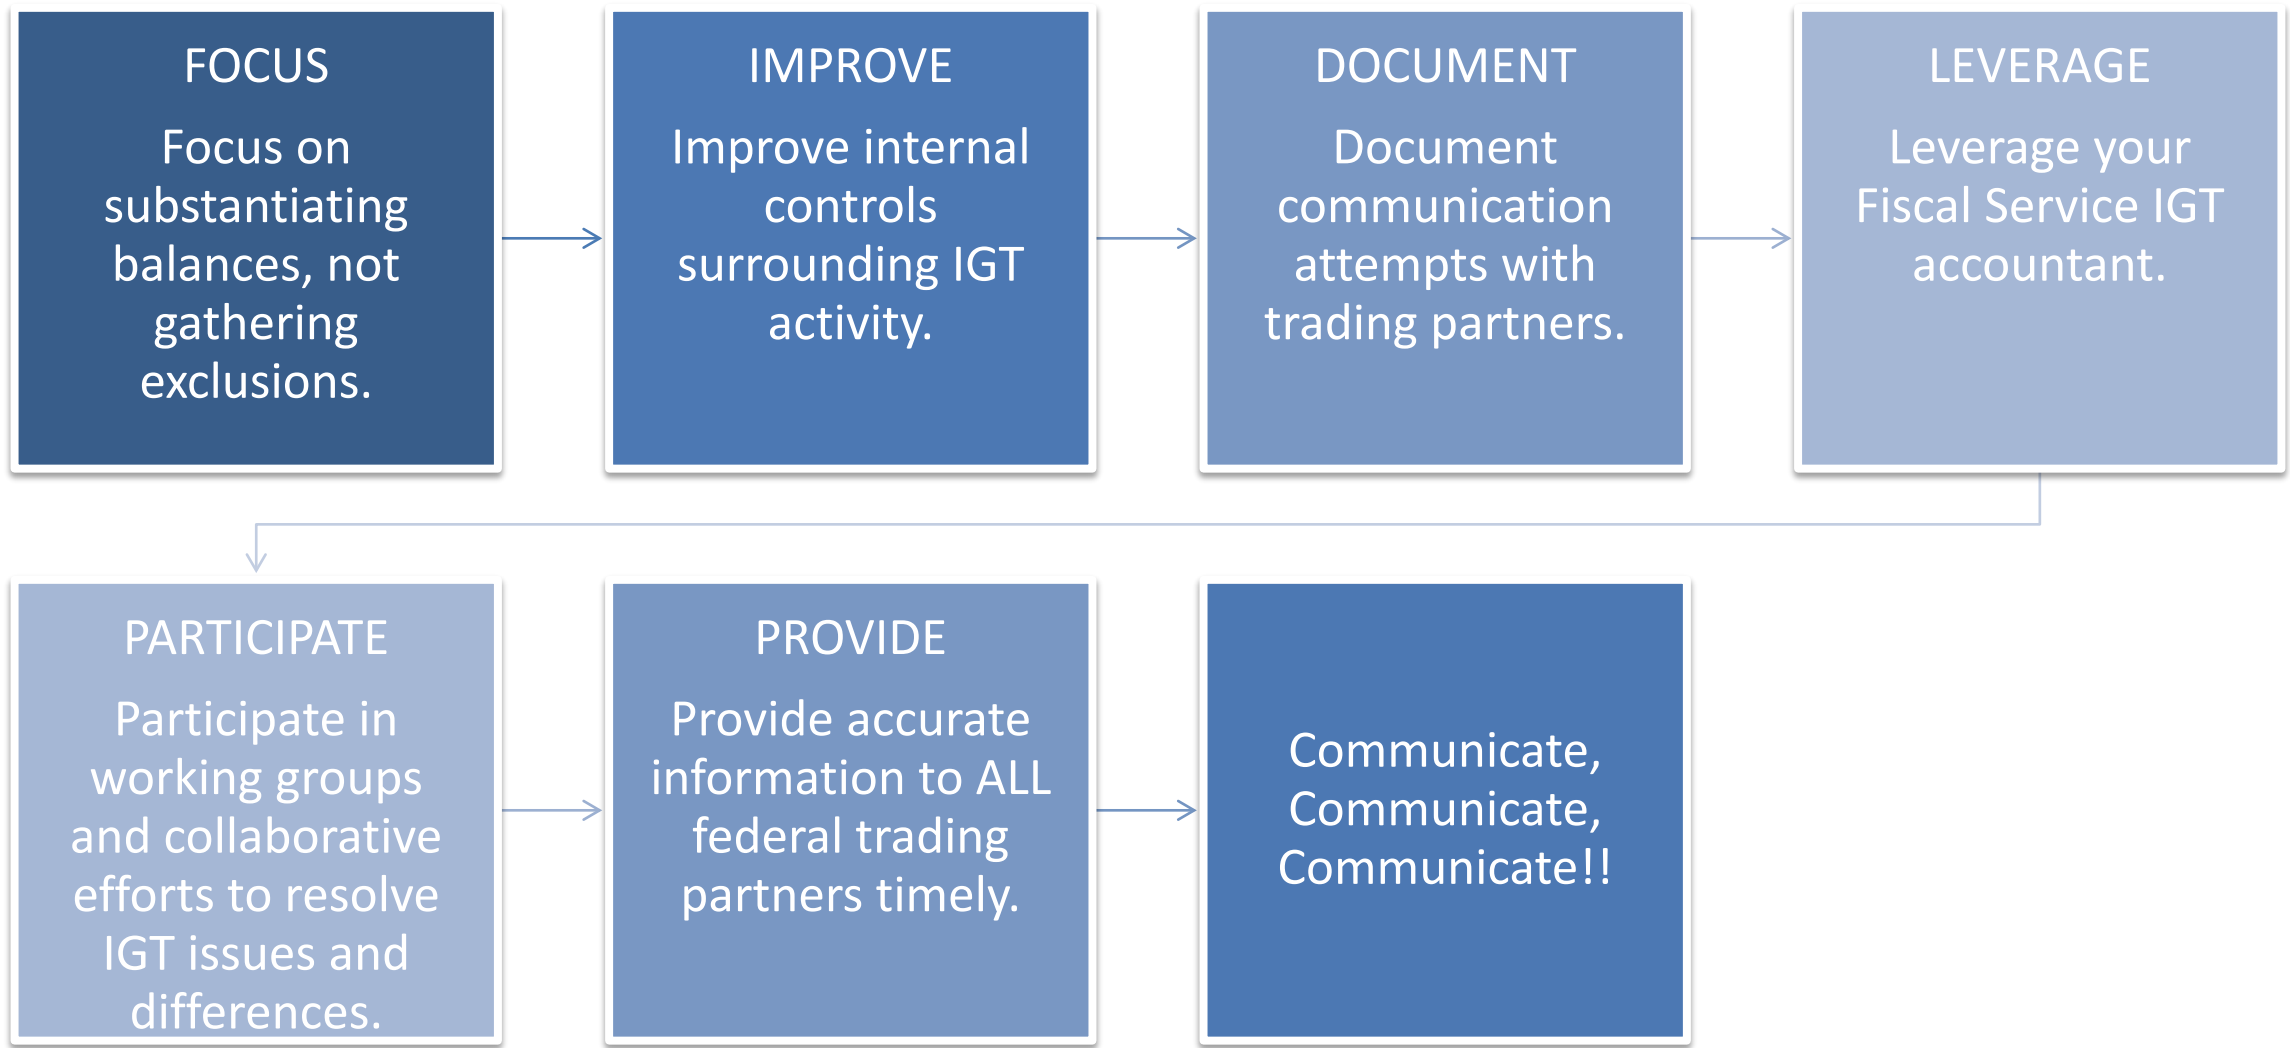 FOCUS
Focus on
substantiating
balances, not
gathering
exclusions.
IMPROVE
Improve internal
controls
surrounding IGT
activity.
DOCUMENT
Document
communication
attempts with
trading partners.
LEVERAGE
Leverage your
Fiscal Service IGT
accountant.
PARTICIPATE
Participate in
working groups
and collaborative
efforts to resolve
IGT issues and
differences.
PROVIDE
Provide accurate
information to ALL
federal trading
partners timely.
Communicate,
Communicate,
Communicate!!